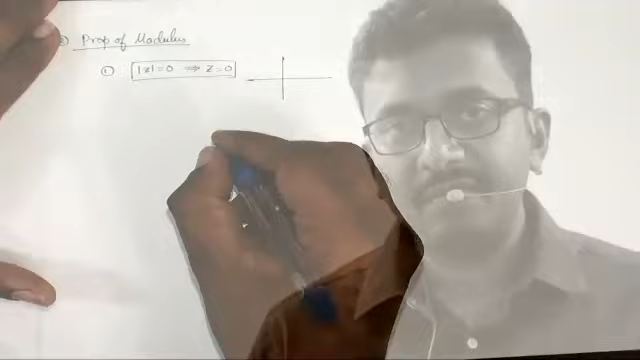 Prop of Modulus
① |z|=0 ⇒ z=0